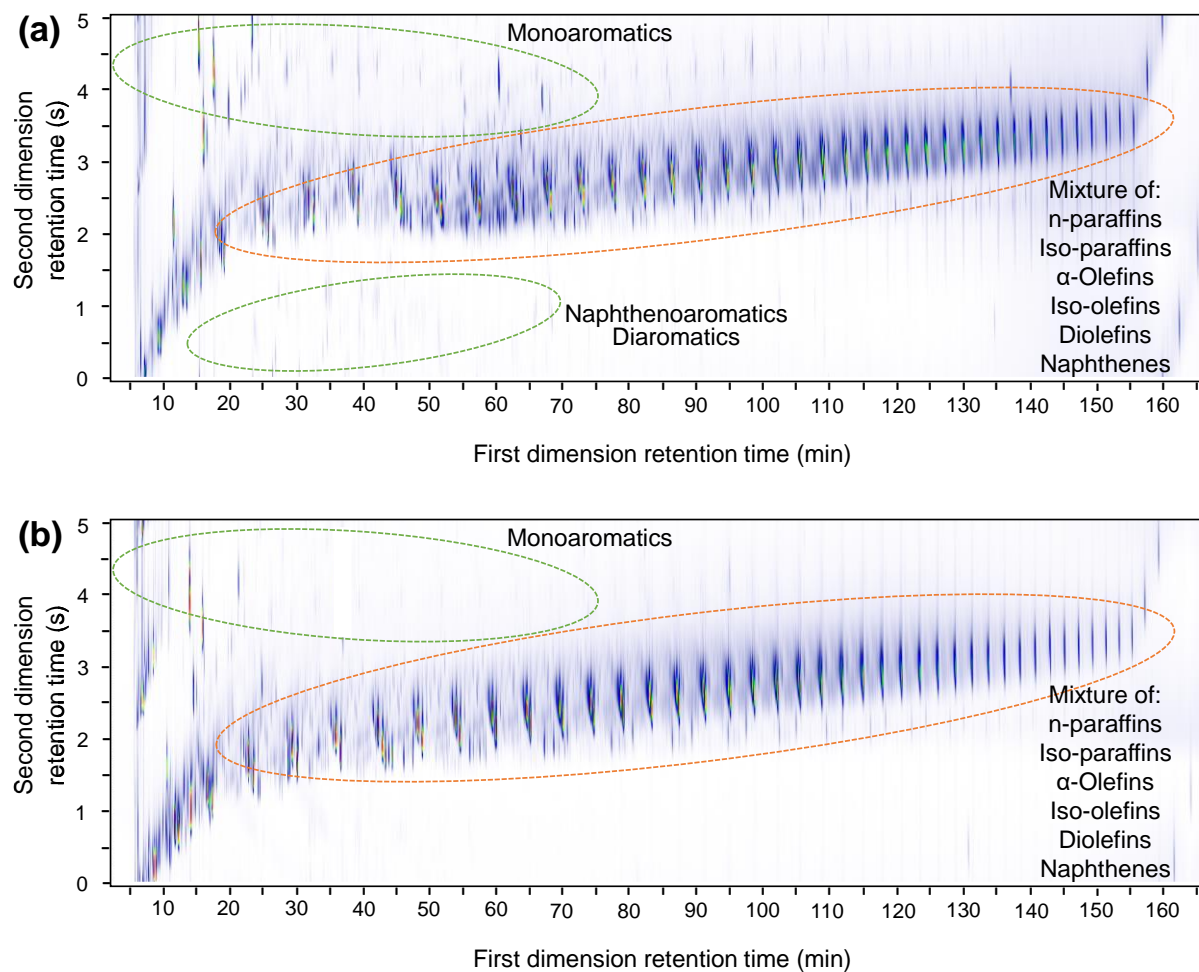 (a)
Monoaromatics
5
4
3
2
1
0
Second dimension
retention time (s)
Naphthenoaromatics
Diaromatics
Mixture of:
n-paraffins
Iso-paraffins
α-Olefins
Iso-olefins
Diolefins
Naphthenes
10 20 30 40 50 60 70 80 90 100 110 120 130 140 150 160
First dimension retention time (min)
(b)
Monoaromatics
5
4
3
2
1
0
Second dimension
retention time (s)
Mixture of:
n-paraffins
Iso-paraffins
α-Olefins
Iso-olefins
Diolefins
Naphthenes
10 20 30 40 50 60 70 80 90 100 110 120 130 140 150 160
First dimension retention time (min)